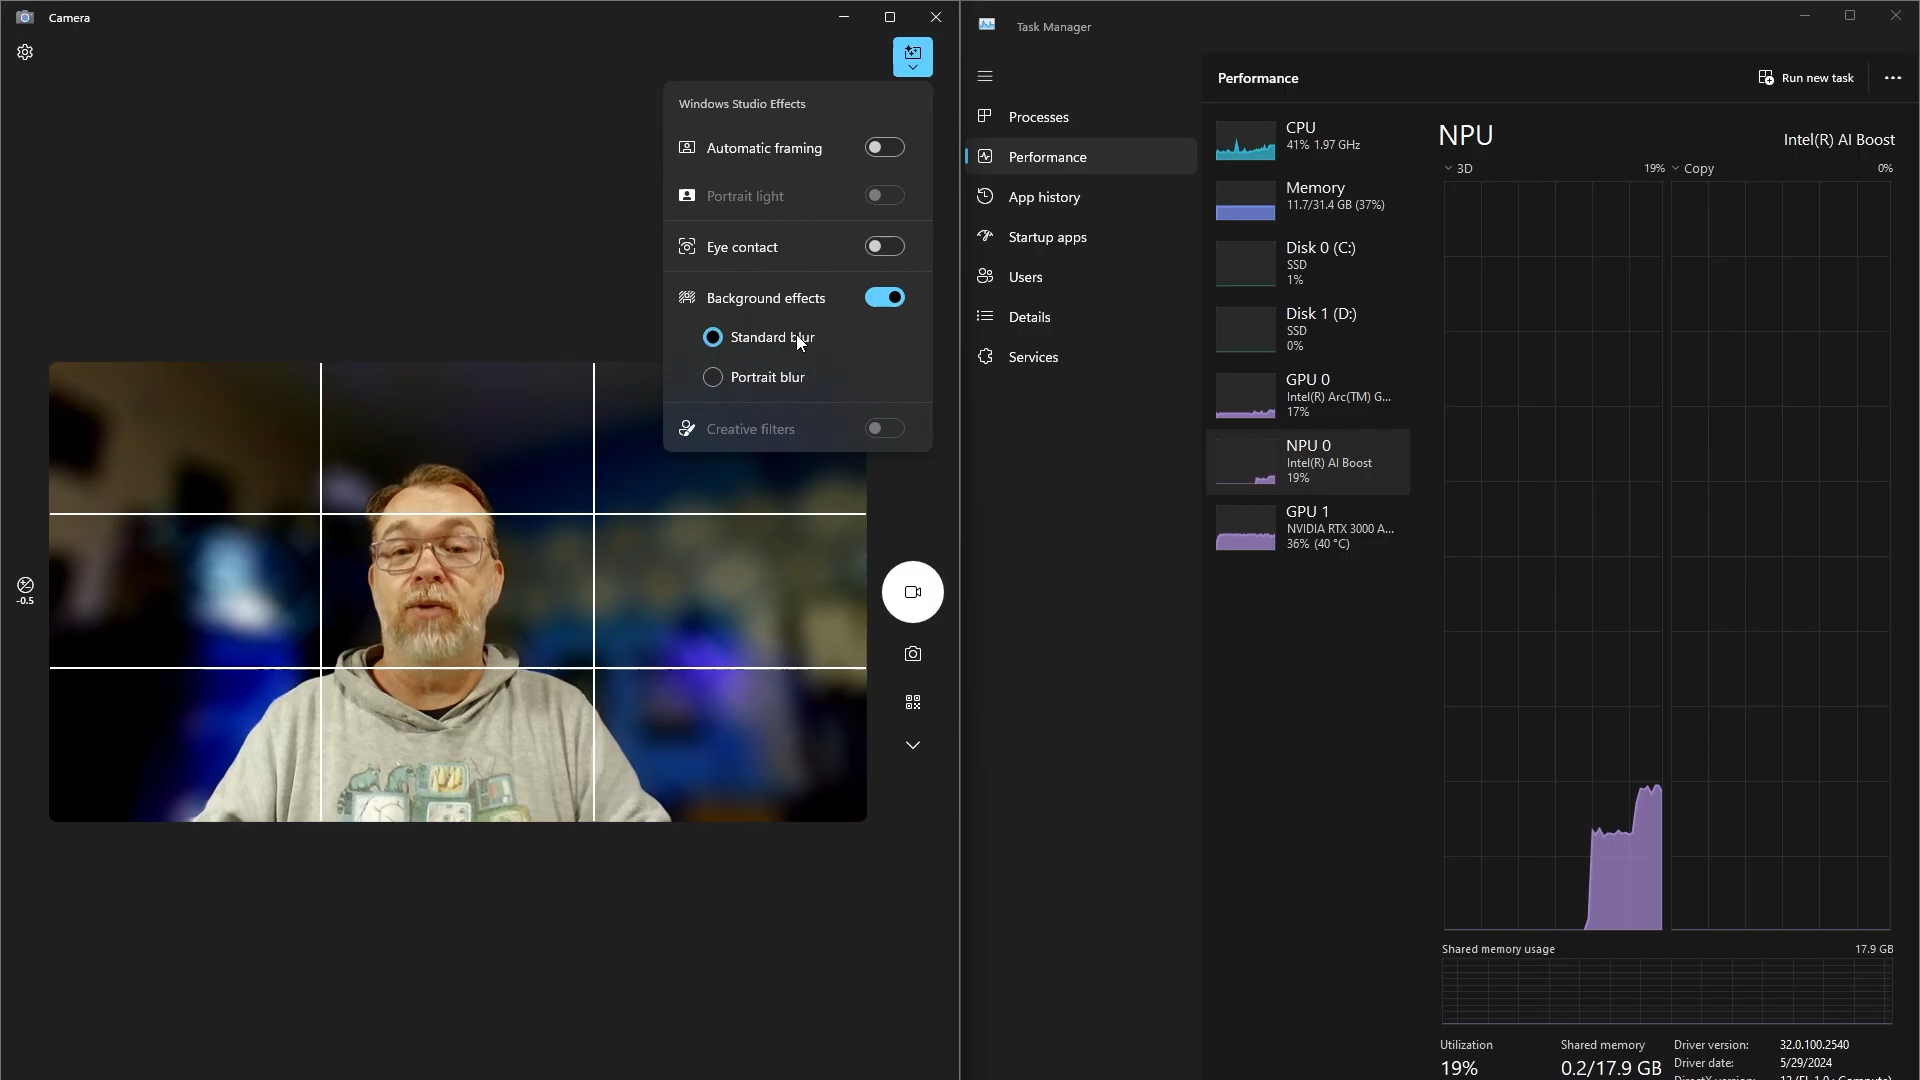 Camera
Windows Studio Effects
Automatic framing
Portrait light
Eye contact
Background effects
Standard blur
Portrait blur
Creative filters
-0.5
Task Manager
Processes
Performance
App history
Startup apps
Users
Details
Services
Performance
Run new task
CPU
41% 1.97 GHz
Memory
11.7/31.4 GB (37%)
Disk 0 (C:)
SSD
1%
Disk 1 (D:)
SSD
0%
GPU 0
Intel(R) Arc(TM) G...
17%
NPU 0
Intel(R) AI Boost
19%
GPU 1
NVIDIA RTX 3000 A...
36% (40 °C)
NPU
Intel(R) AI Boost
3D 19%
Copy 0%
Shared memory usage 17.9 GB
Utilization
19%
Shared memory
0.2/17.9 GB
Driver version: 32.0.100.2540
Driver date: 5/29/2024